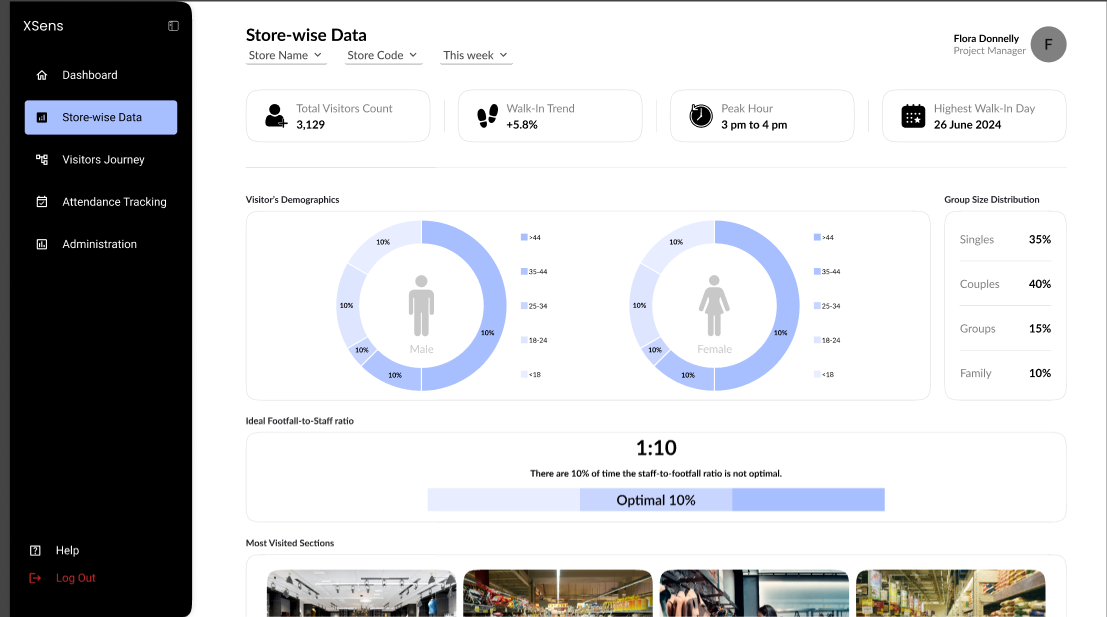 XSens
Dashboard
Store-wise Data
Visitors Journey
Attendance Tracking
Administration
Help
Log Out
Store-wise Data
Store Name
Store Code
This week
Flora Donnelly
Project Manager
F
Total Visitors Count
3,129
Walk-In Trend
+5.8%
Peak Hour
3 pm to 4 pm
Highest Walk-In Day
26 June 2024
Visitor's Demographics
10%
10%
10%
10%
10%
Male
>44
35-44
25-34
18-24
<18
10%
10%
10%
10%
10%
Female
>44
35-44
25-34
18-24
<18
Group Size Distribution
Singles 35%
Couples 40%
Groups 15%
Family 10%
Ideal Footfall-to-Staff ratio
1:10
There are 10% of time the staff-to-footfall ratio is not optimal.
Optimal 10%
Most Visited Sections